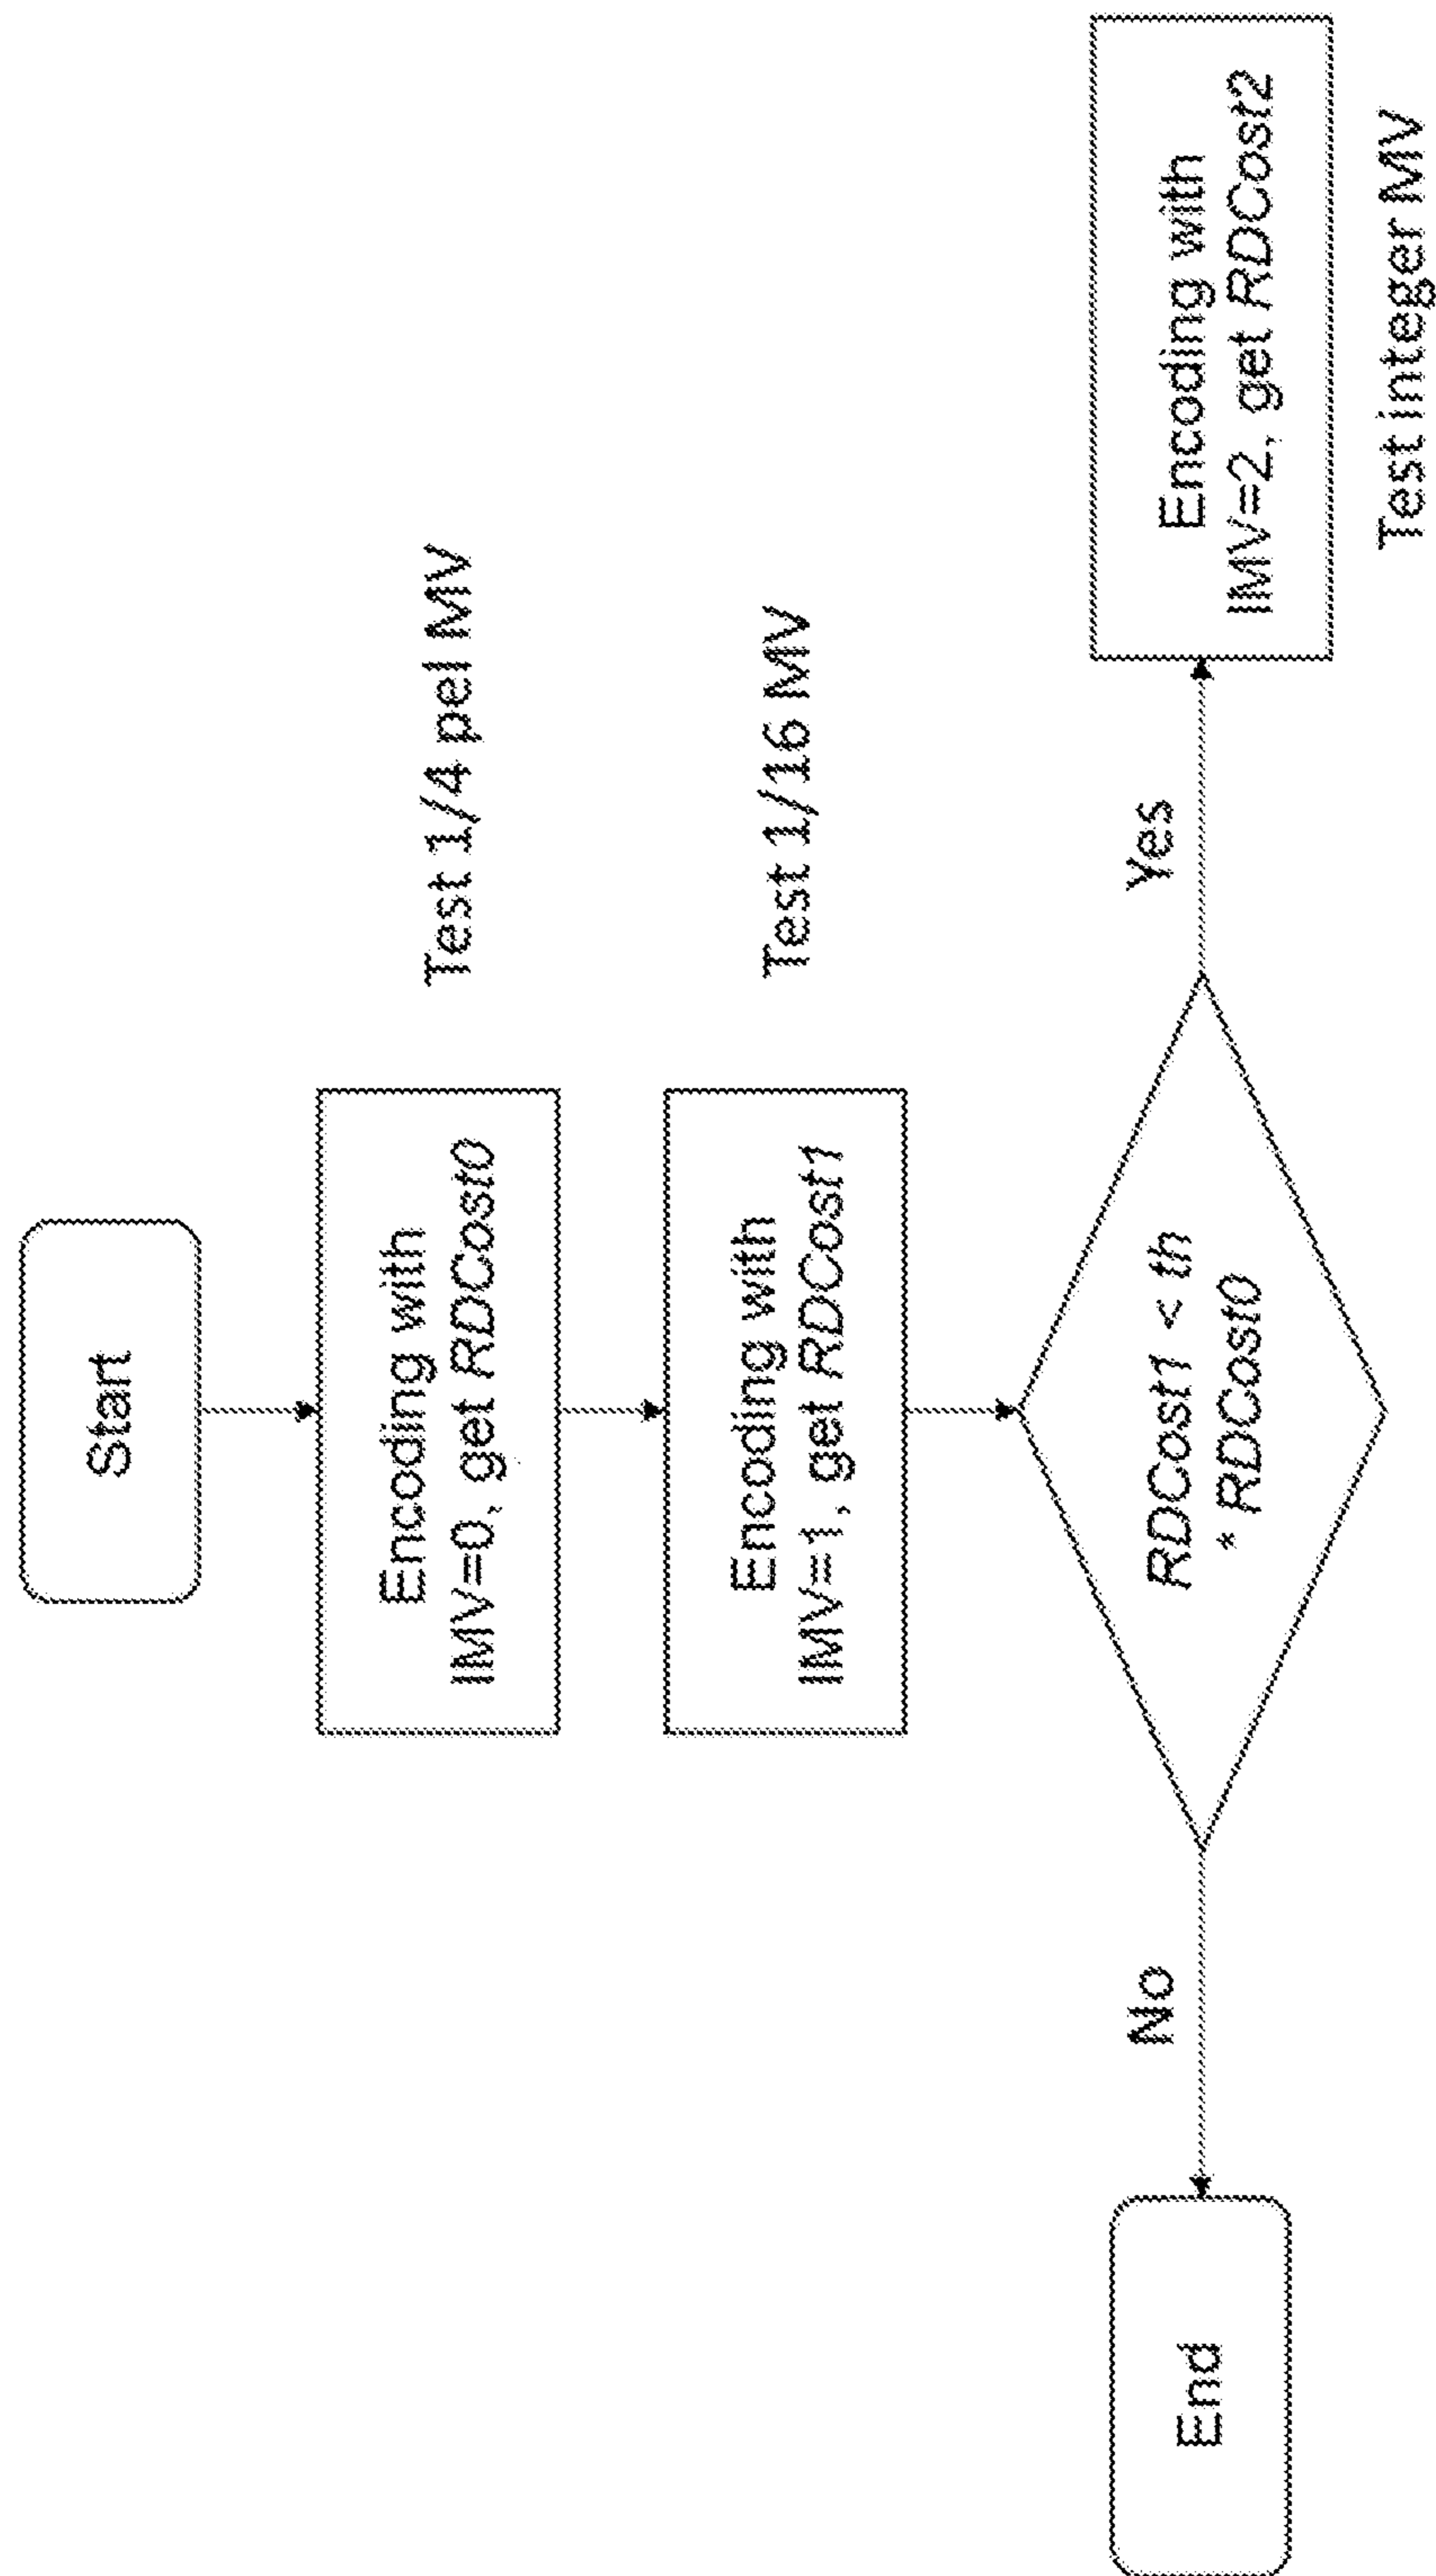 Start
Encoding with
IMV=0, get RDCost0
Test 1/4 pel MV
Encoding with
IMV=1, get RDCost1
Test 1/16 MV
RDCost1 < th
* RDCost0
No
Yes
End
Encoding with
IMV=2, get RDCost2
Test integer MV